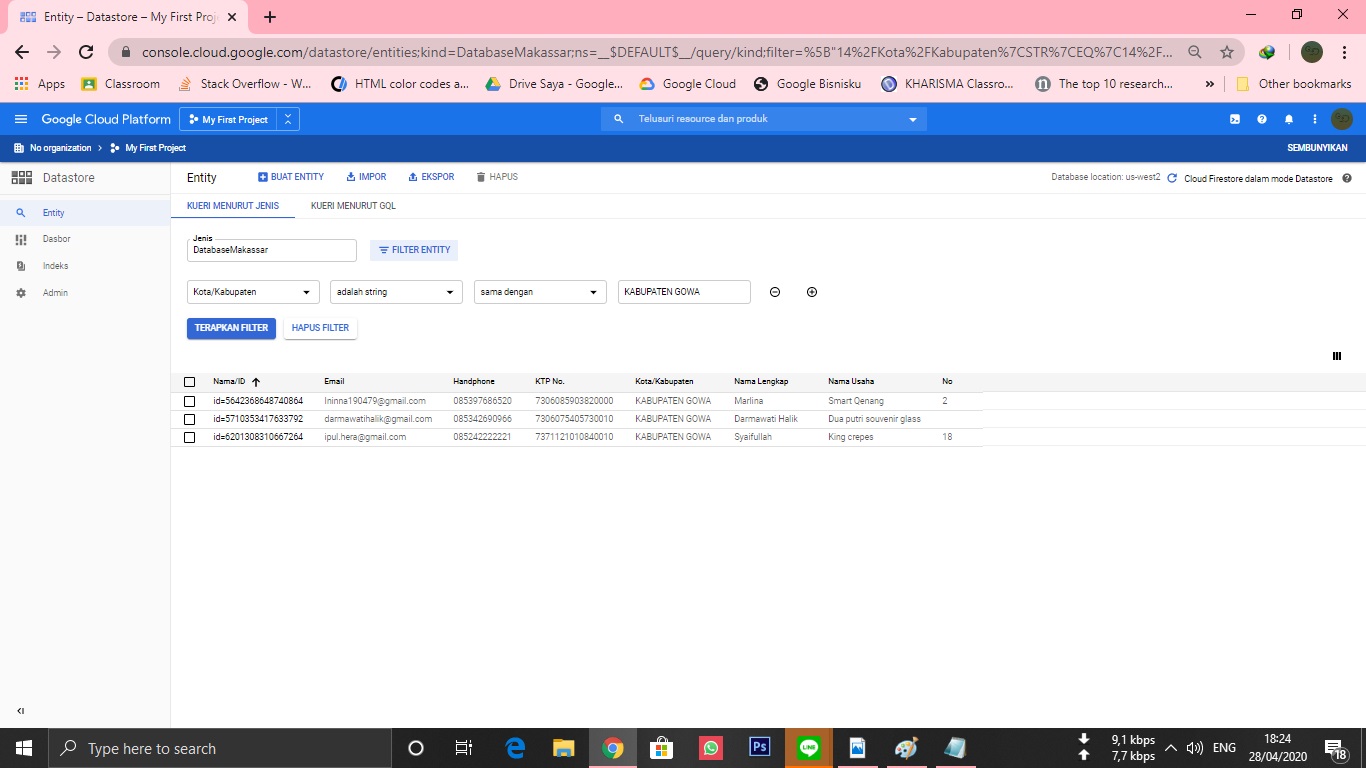 Entity – Datastore – My First Proje
console.cloud.google.com/datastore/entities;kind=DatabaseMakassar;ns=__$DEFAULT$__/query/kind;filter=%5B"14%2FKota%2FKabupaten%7CSTR%7CEQ%7C14%2F...
Apps Classroom Stack Overflow - W... HTML color codes a... Drive Saya - Google... Google Cloud Google Bisnisku KHARISMA Classro... The top 10 research... » Other bookmarks
Google Cloud Platform My First Project Telusuri resource dan produk
No organization > My First Project SEMBUNYIKAN
Datastore Entity BUAT ENTITY IMPOR EKSPOR HAPUS Database location: us-west2 Cloud Firestore dalam mode Datastore
Entity
Dasbor
Indeks
Admin
KUERI MENURUT JENIS KUERI MENURUT GQL
Jenis
DatabaseMakassar FILTER ENTITY
Kota/Kabupaten adalah string sama dengan KABUPATEN GOWA
TERAPKAN FILTER HAPUS FILTER
Nama/ID Email Handphone KTP No. Kota/Kabupaten Nama Lengkap Nama Usaha No
id=5642368648740864 lninna190479@gmail.com 085397686520 7306085903820000 KABUPATEN GOWA Marlina Smart Qenang 2
id=5710353417633792 darmawatihalik@gmail.com 085342690966 7306075405730010 KABUPATEN GOWA Darmawati Halik Dua putri souvenir glass
id=6201308310667264 ipul.hera@gmail.com 085242222221 7371121010840010 KABUPATEN GOWA Syaifullah King crepes 18
Type here to search Ps LINE 9,1 kbps 7,7 kbps ENG 18:24 28/04/2020 18